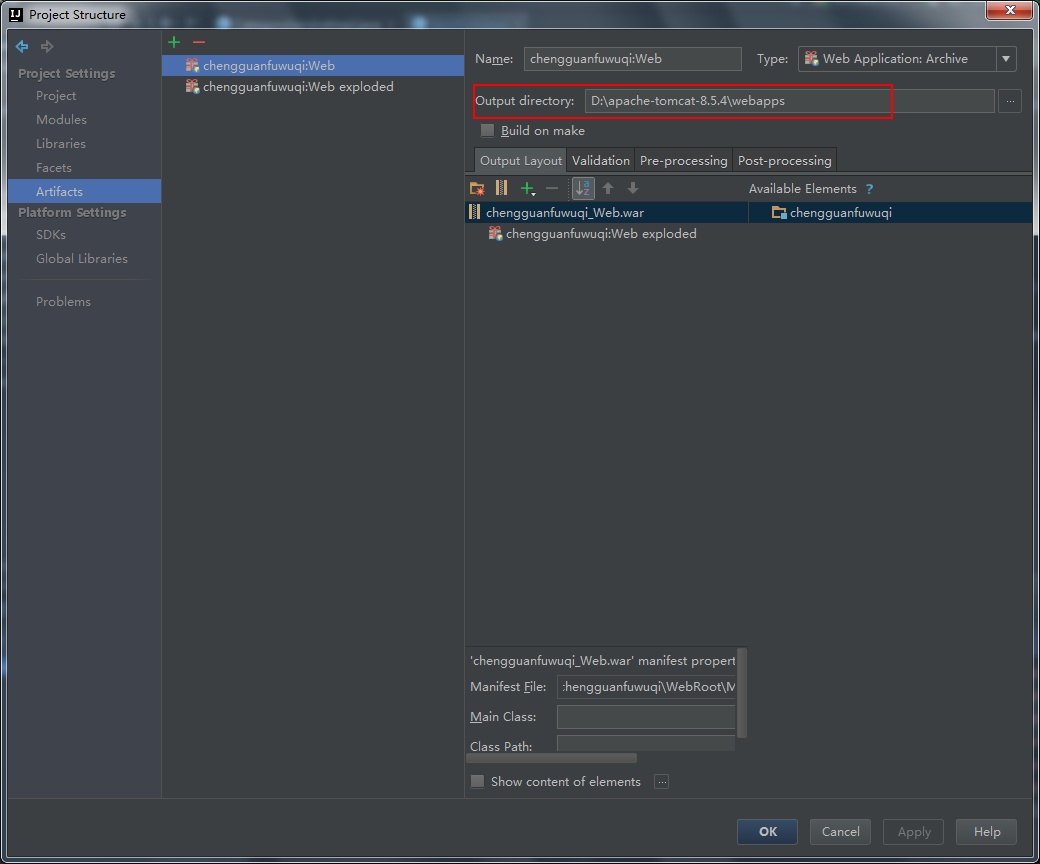 Project Structure
Project Settings
Project
Modules
Libraries
Facets
Artifacts
Platform Settings
SDKs
Global Libraries
Problems
chengguanfuwuqi:Web
chengguanfuwuqi:Web exploded
Name: chengguanfuwuqi:Web Type: Web Application: Archive
Output directory: D:\apache-tomcat-8.5.4\webapps ...
Build on make
Output Layout Validation Pre-processing Post-processing
Available Elements ?
chengguanfuwuqi_Web.war chengguanfuwuqi
chengguanfuwuqi:Web exploded
'chengguanfuwuqi_Web.war' manifest propert
Manifest File: :hengguanfuwuqi\WebRoot\M
Main Class:
Class Path:
Show content of elements ...
OK Cancel Apply Help